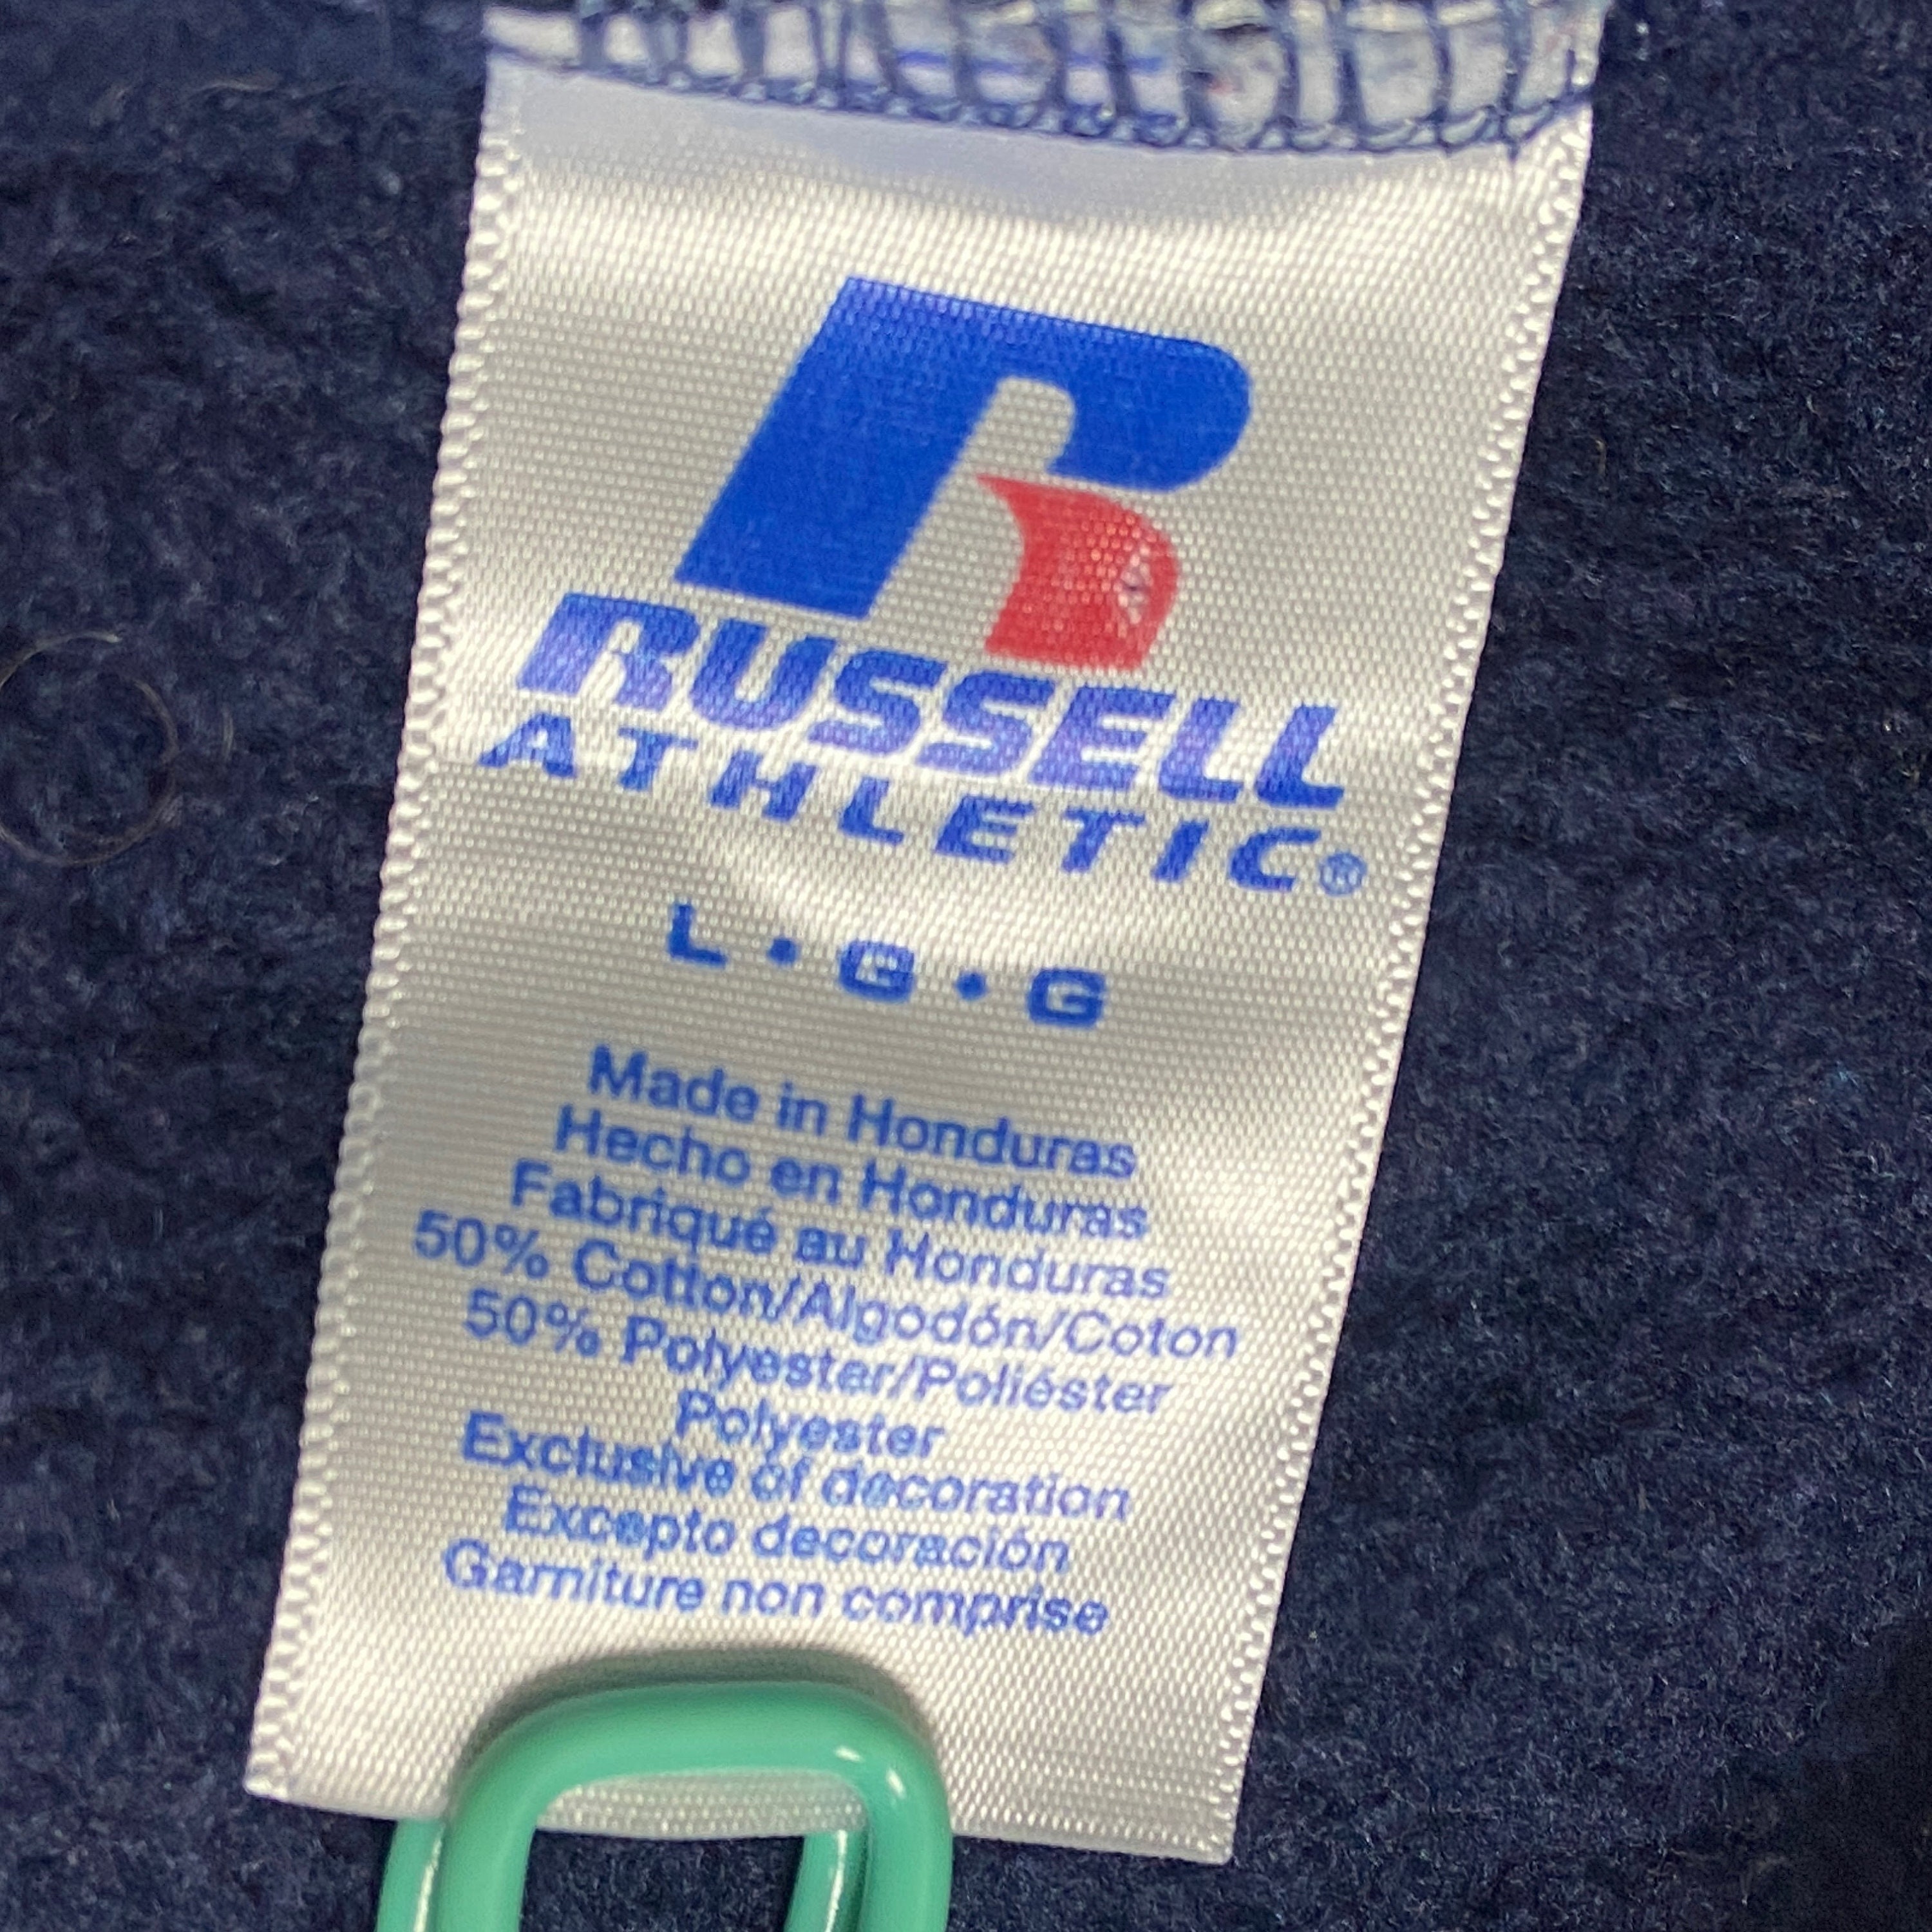 RUSSELL
ATHLETIC®
L • G • G
Made in Honduras
Hecho en Honduras
Fabriqué au Honduras
50% Cotton/Algodón/Coton
50% Polyester/Poliéster
Polyester
Exclusive of decoration
Excepto decoración
Garniture non comprise